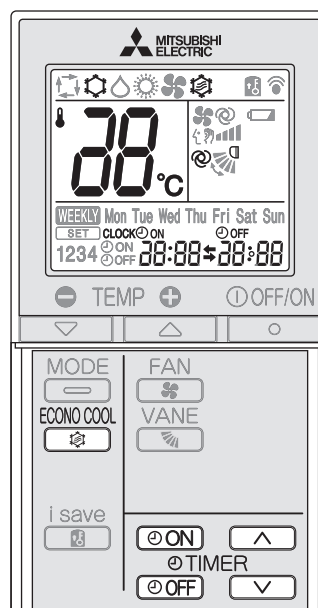 MITSUBISHI
ELECTRIC
88 °C
WEEKLY Mon Tue Wed Thu Fri Sat Sun
SET CLOCK ON OFF
1234 ON OFF 88:88 88:88
TEMP OFF/ON
MODE FAN
ECONO COOL VANE
i save
ON
TIMER
OFF